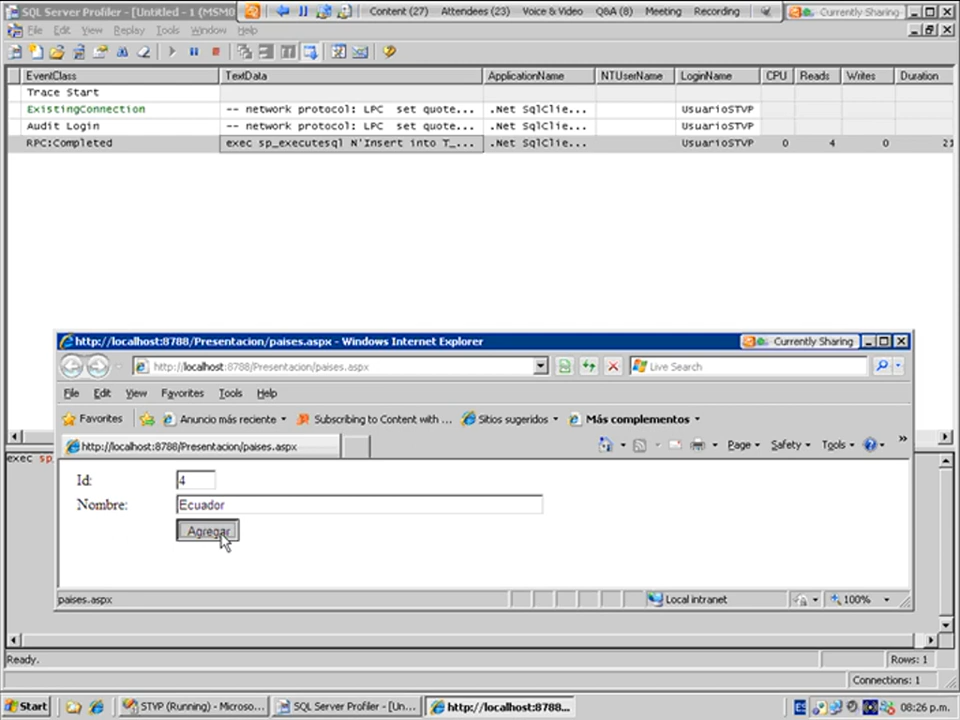 SQL Server Profiler - [Untitled - 1 (MSM0
Content (27) Attendees (23) Voice & Video Q&A (8) Meeting Recording
Currently Sharing
File Edit View Replay Tools Window Help
EventClass TextData ApplicationName NTUserName LoginName CPU Reads Writes Duration
Trace Start
ExistingConnection -- network protocol: LPC set quote... .Net SqlClie... UsuarioSTVP
Audit Login -- network protocol: LPC set quote... .Net SqlClie... UsuarioSTVP
RPC:Completed exec sp_executesql N'Insert into T_... .Net SqlClie... UsuarioSTVP 0 4 0 21
http://localhost:8788/Presentacion/paises.aspx - Windows Internet Explorer
Currently Sharing
http://localhost:8788/Presentacion/paises.aspx
Live Search
File Edit View Favorites Tools Help
Favorites Anuncio más reciente Subscribing to Content with ... Sitios sugeridos Más complementos
http://localhost:8788/Presentacion/paises.aspx
Page Safety Tools
exec sp
Id: 4
Nombre: Ecuador
Agregar
paises.aspx Local intranet 100%
Ready. Rows: 1
Connections: 1
Start STVP (Running) - Microso... SQL Server Profiler - [Un... http://localhost:8788... ES 08:26 p.m.